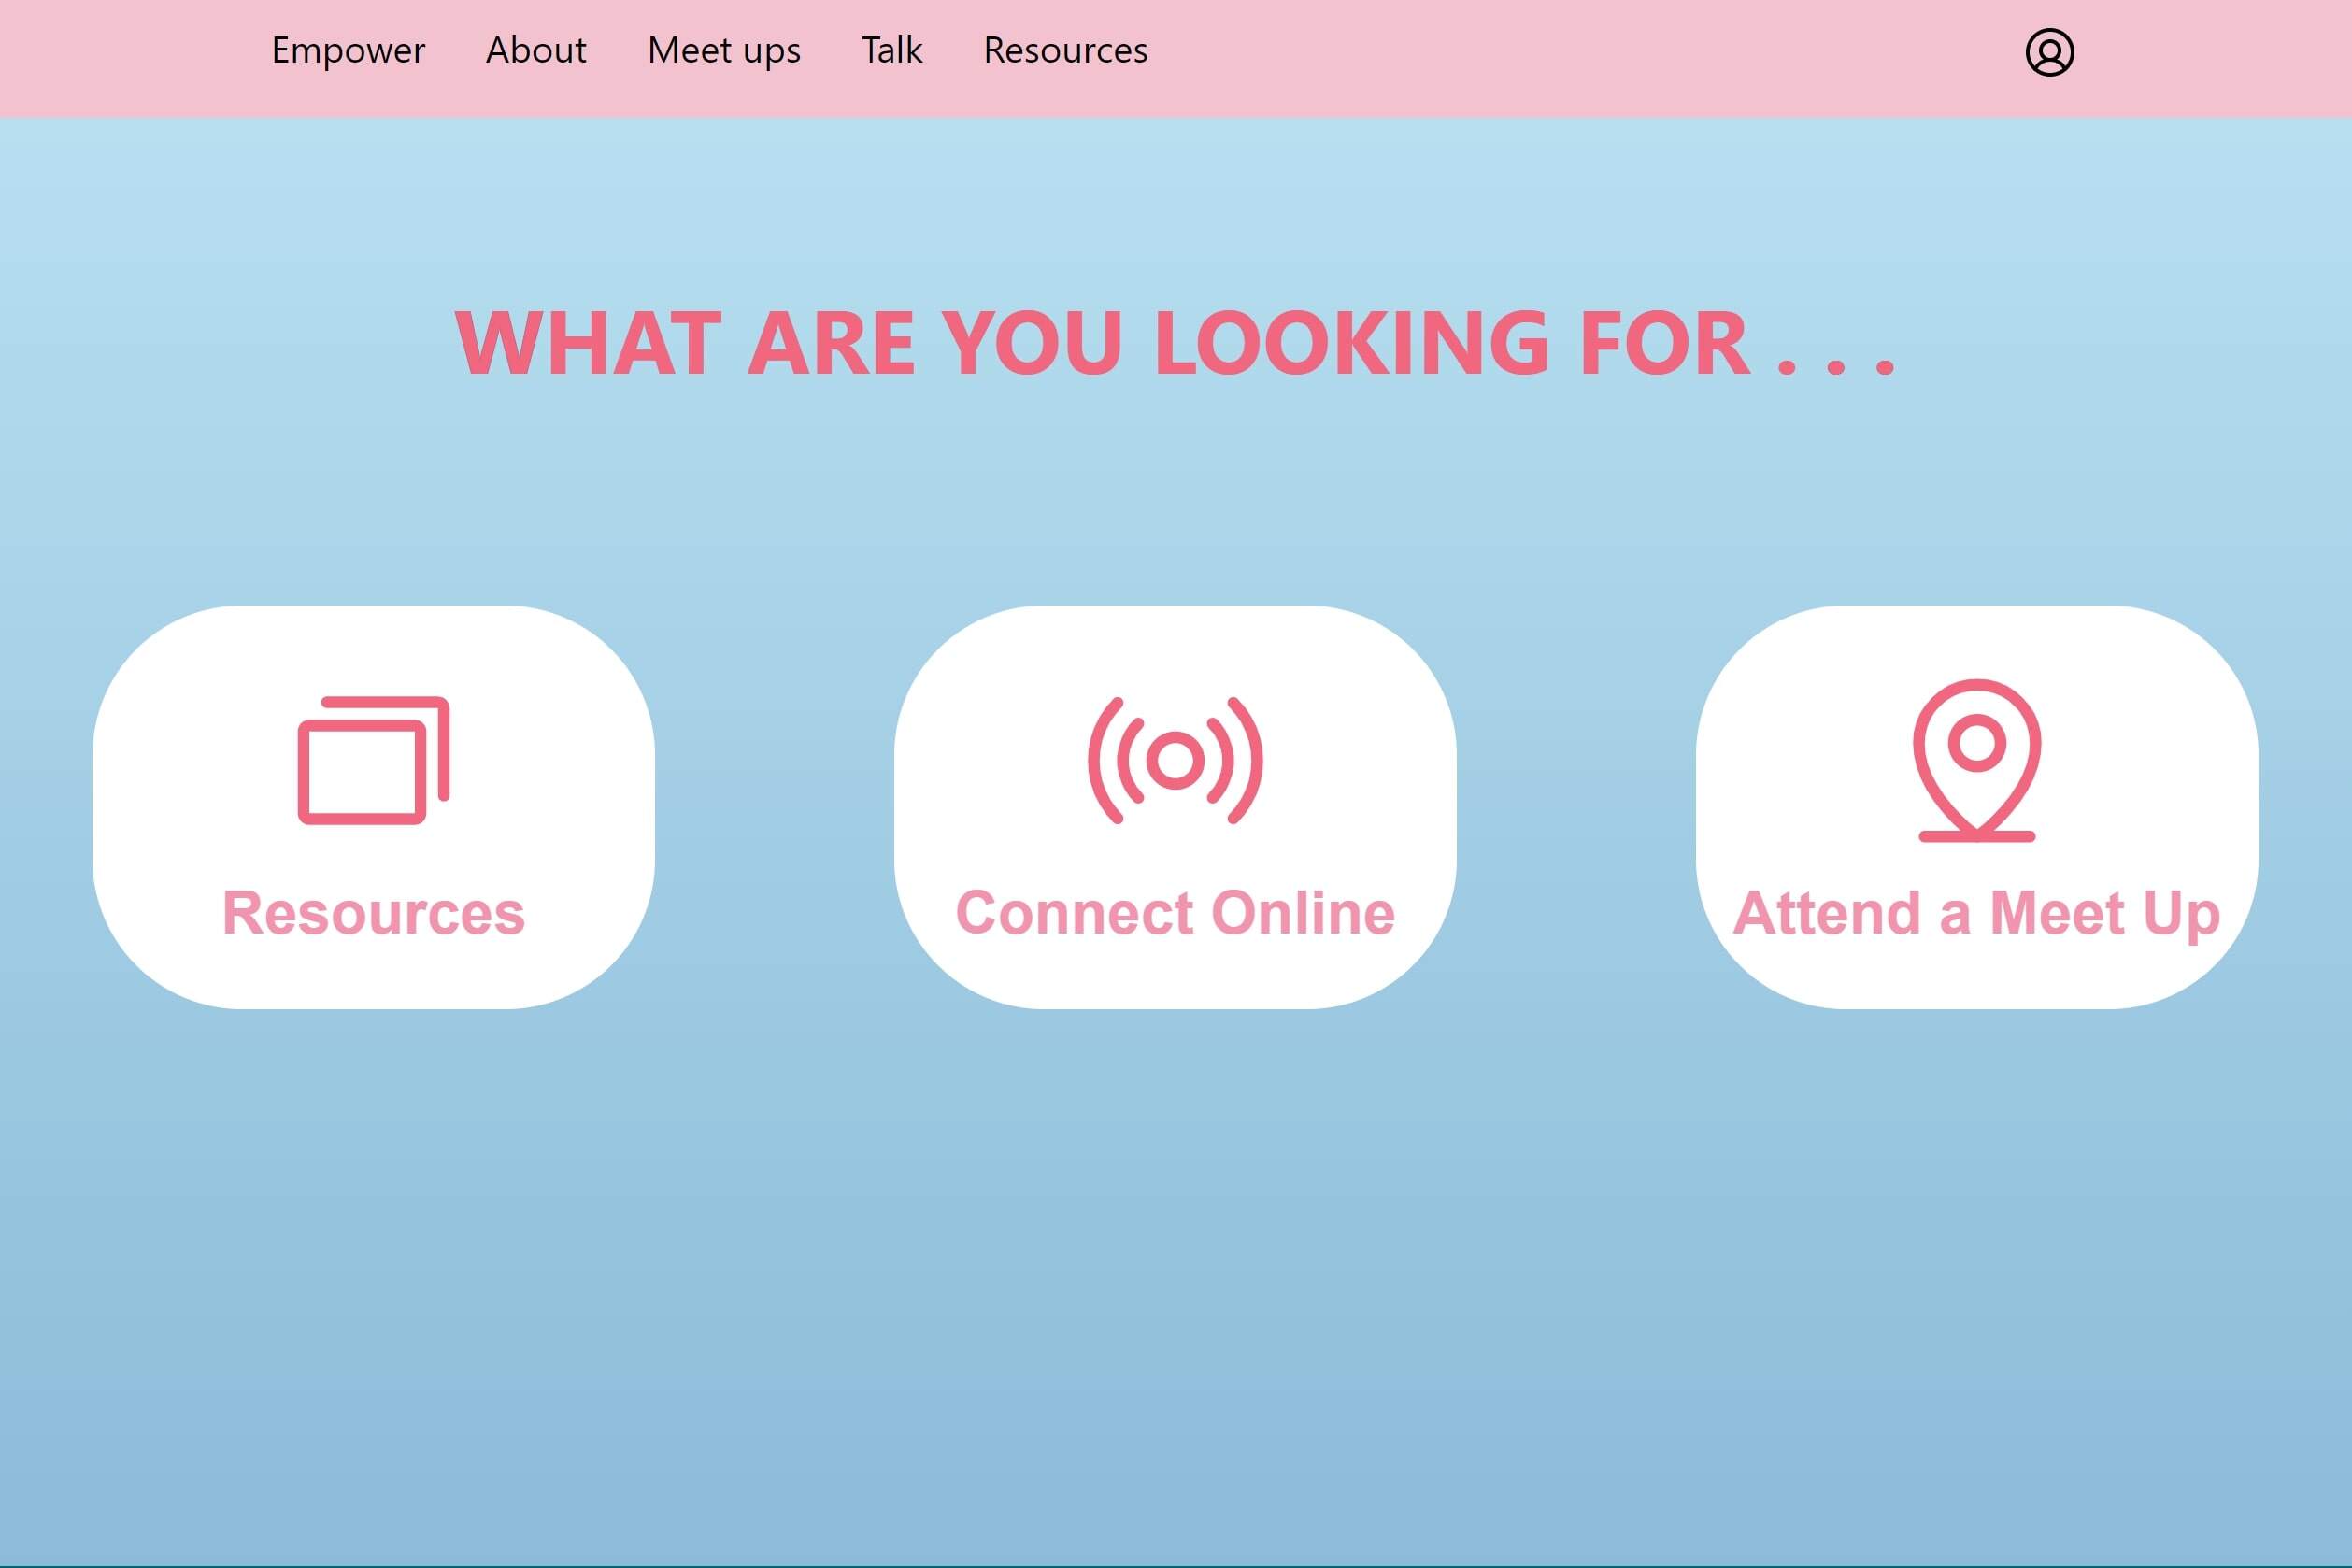 Empower About Meet ups Talk Resources
WHAT ARE YOU LOOKING FOR . . .
Resources
Connect Online
Attend a Meet Up